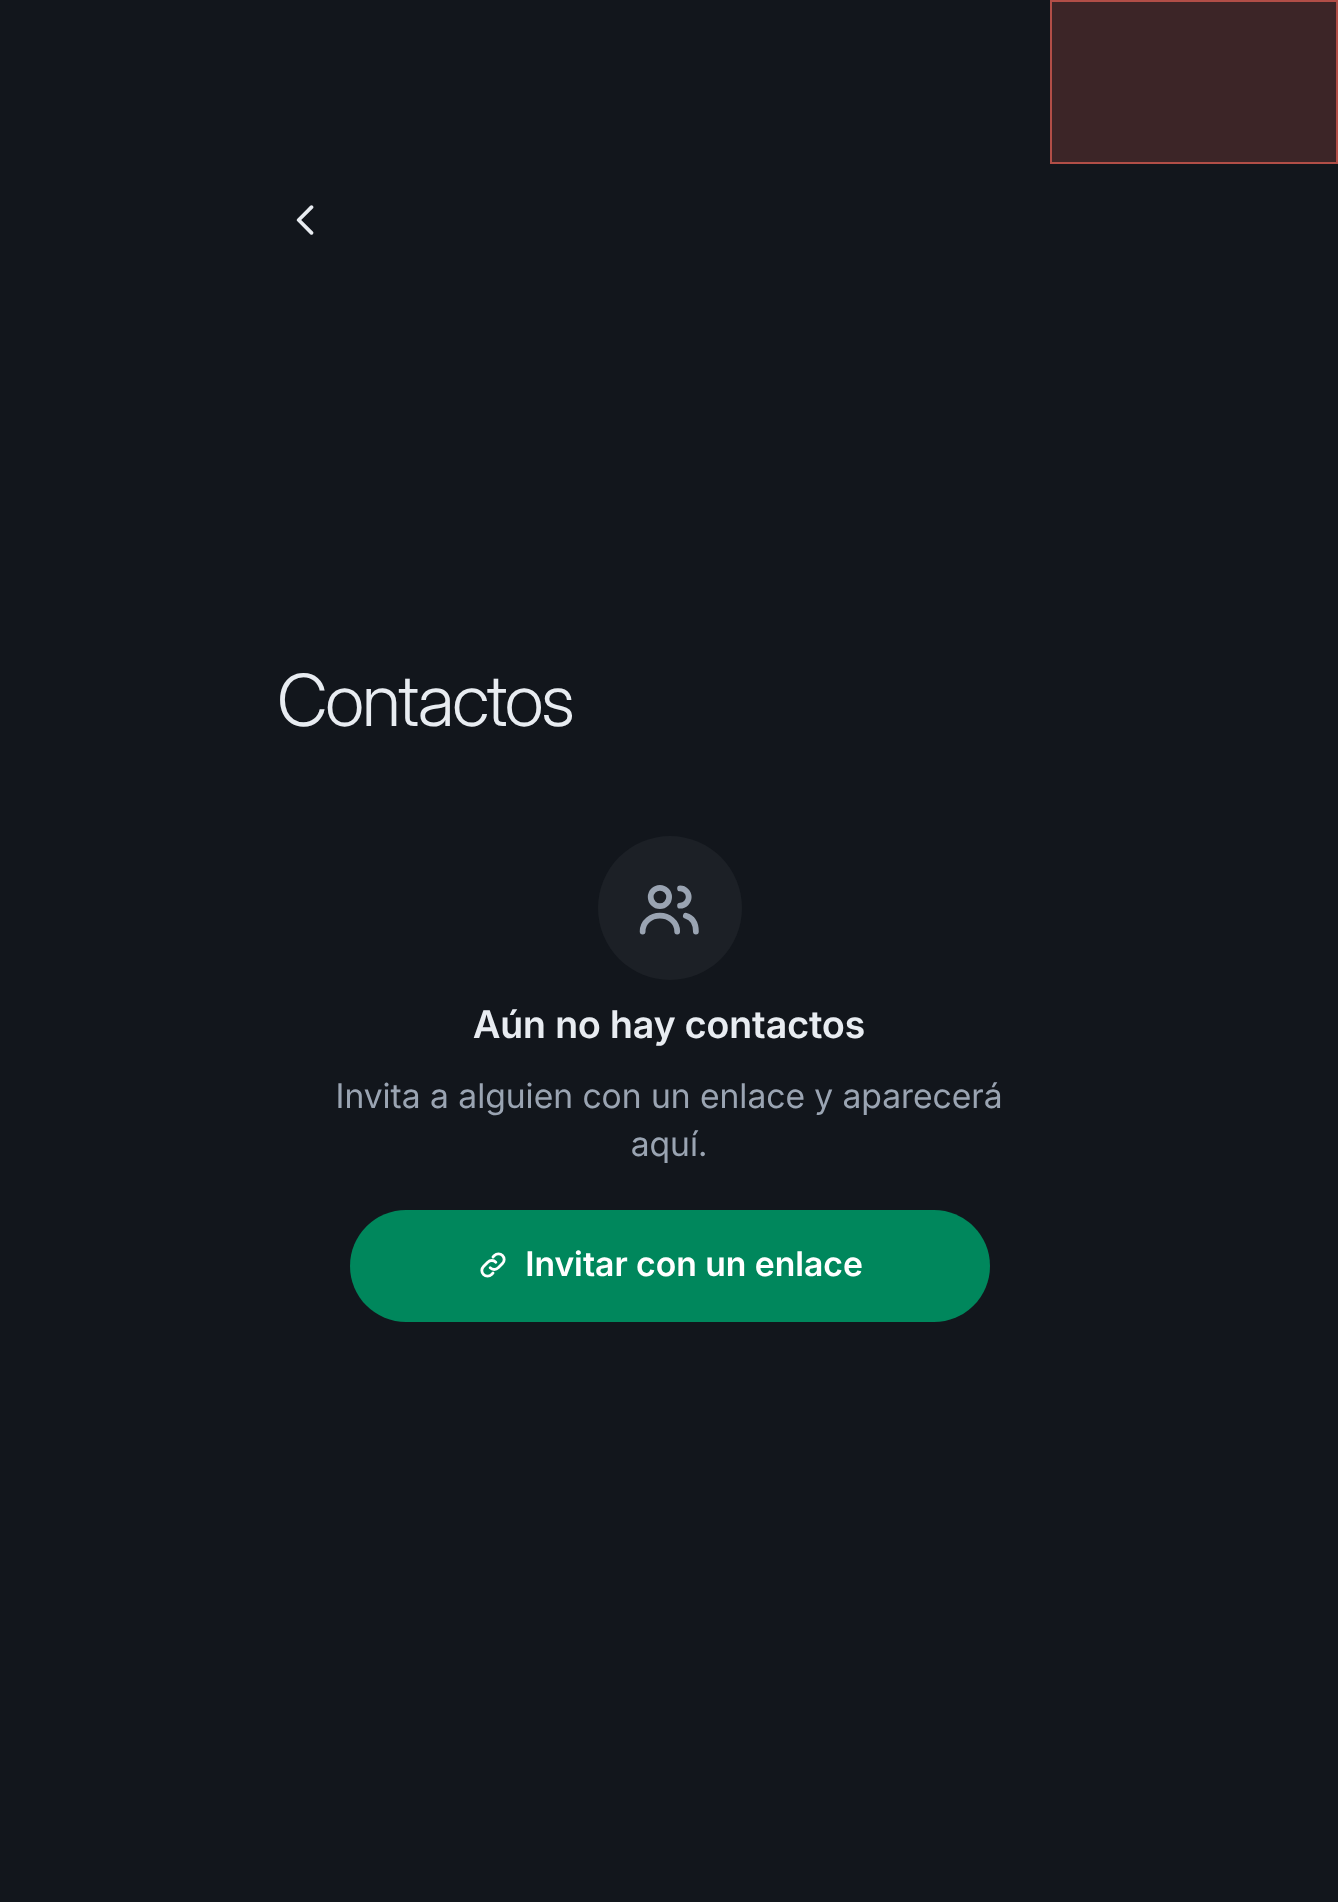 Contactos
Aún no hay contactos
Invita a alguien con un enlace y aparecerá
aquí.
Invitar con un enlace